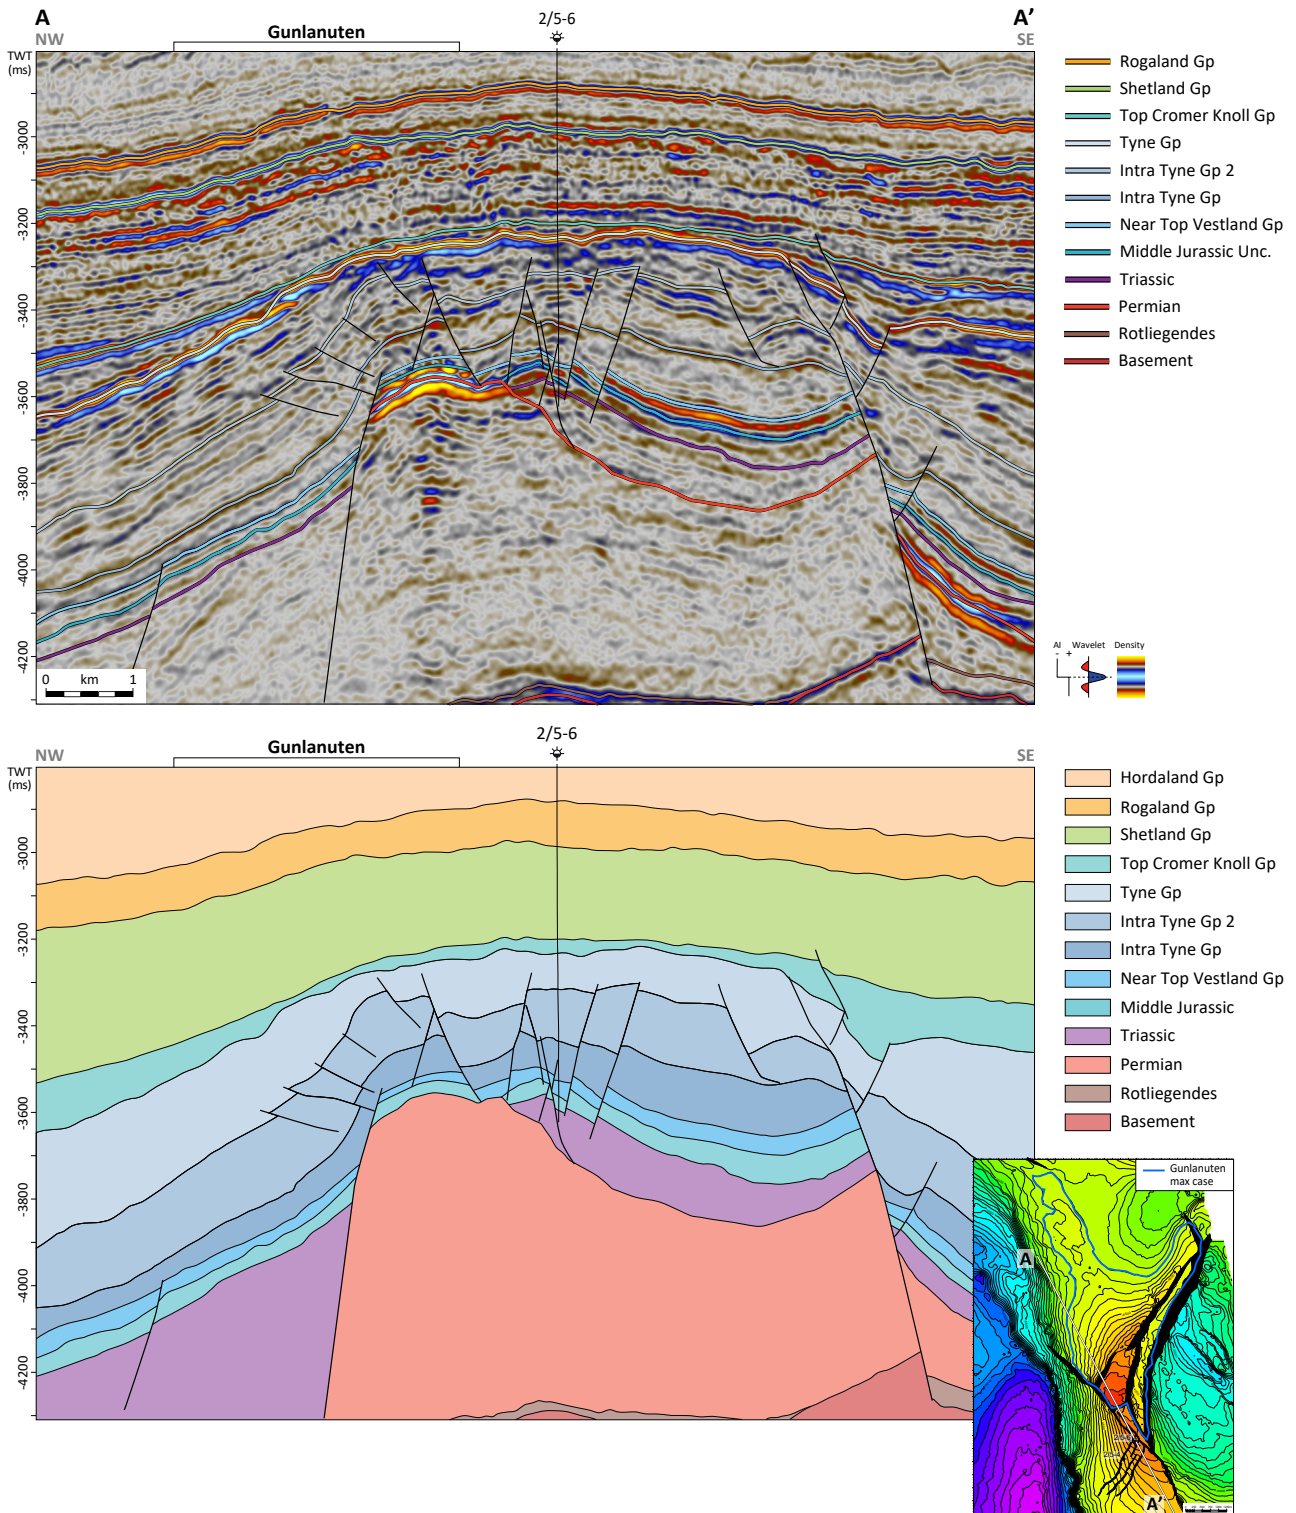 A
A'
NW
SE
Gunlanuten
2/5-6
TWT
(ms)
-3000
-3200
-3400
-3600
-3800
-4000
-4200
0 km 1
Rogaland Gp
Shetland Gp
Top Cromer Knoll Gp
Tyne Gp
Intra Tyne Gp 2
Intra Tyne Gp
Near Top Vestland Gp
Middle Jurassic Unc.
Triassic
Permian
Rotliegendes
Basement
AI Wavelet Density
- +
NW
SE
Gunlanuten
2/5-6
TWT
(ms)
-3000
-3200
-3400
-3600
-3800
-4000
-4200
Hordaland Gp
Rogaland Gp
Shetland Gp
Top Cromer Knoll Gp
Tyne Gp
Intra Tyne Gp 2
Intra Tyne Gp
Near Top Vestland Gp
Middle Jurassic
Triassic
Permian
Rotliegendes
Basement
Gunlanuten
max case
A
A'